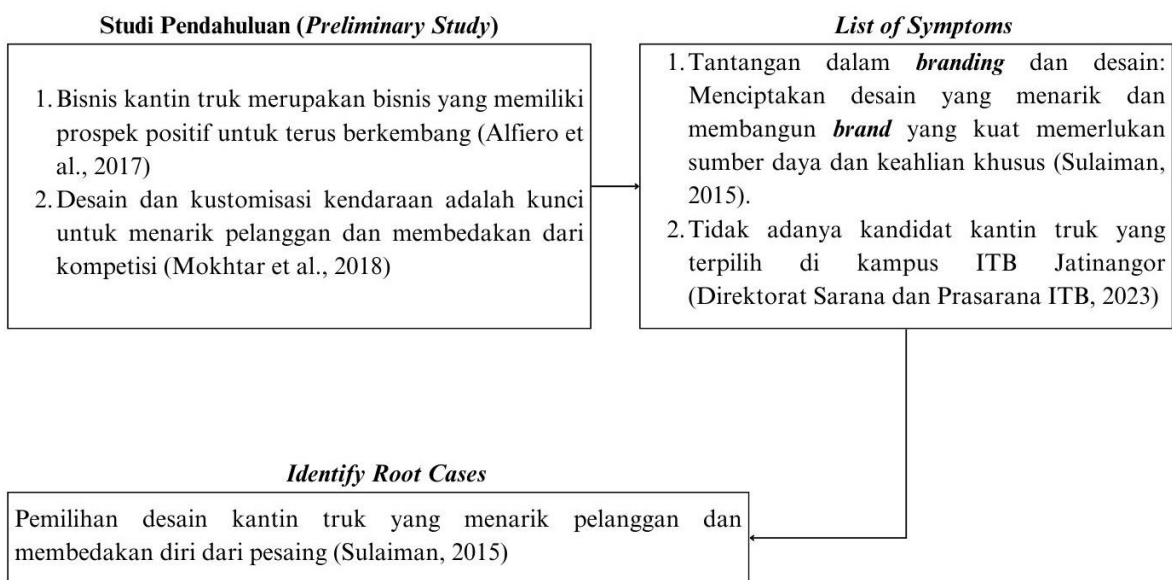 Studi Pendahuluan (Preliminary Study)
1. Bisnis kantin truk merupakan bisnis yang memiliki
prospek positif untuk terus berkembang (Alfiero et
al., 2017)
2. Desain dan kustomisasi kendaraan adalah kunci
untuk menarik pelanggan dan membedakan dari
kompetisi (Mokhtar et al., 2018)
List of Symptoms
1. Tantangan dalam branding dan desain:
Menciptakan desain yang menarik dan
membangun brand yang kuat memerlukan
sumber daya dan keahlian khusus (Sulaiman,
2015).
2. Tidak adanya kandidat kantin truk yang
terpilih di kampus ITB Jatinangor
(Direktorat Sarana dan Prasarana ITB, 2023)
Identify Root Cases
Pemilihan desain kantin truk yang menarik pelanggan dan
membedakan diri dari pesaing (Sulaiman, 2015)